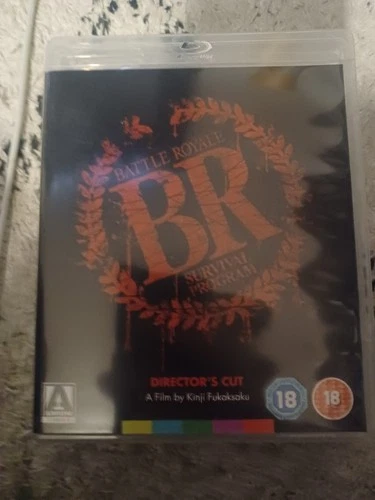 BATTLE ROYALE
BR
SURVIVAL
PROGRAM
DIRECTOR'S CUT
A Film by Kinji Fukasaku
18
18
A